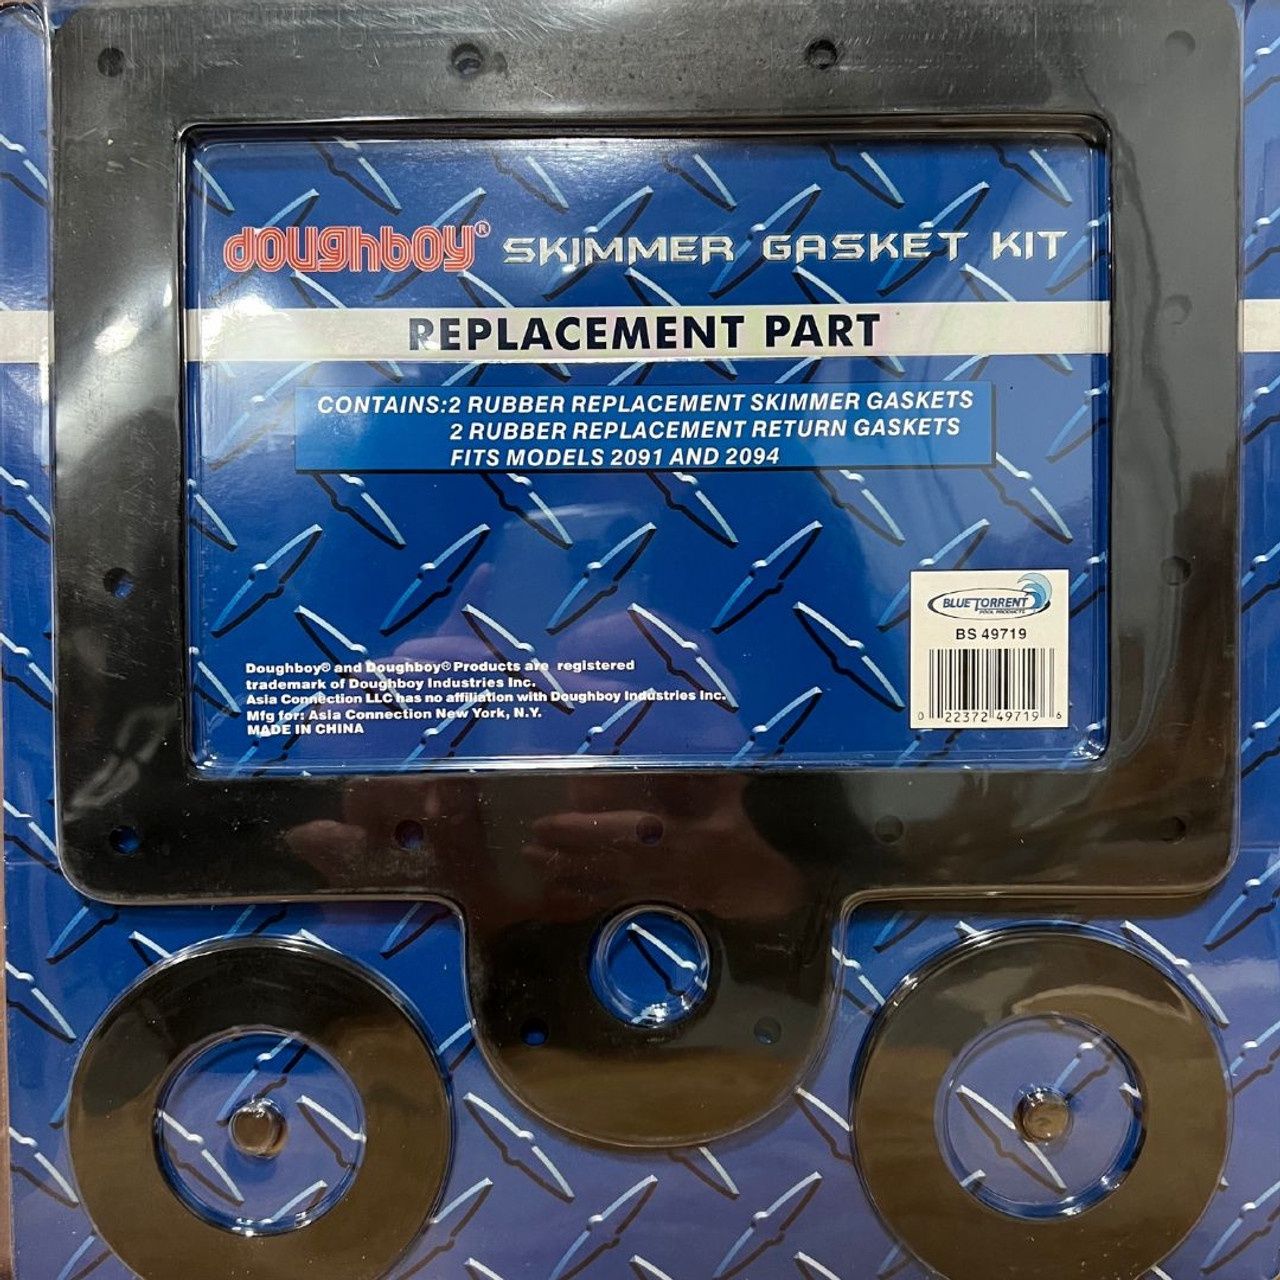 doughboy® SKIMMER GASKET KIT
REPLACEMENT PART
CONTAINS:2 RUBBER REPLACEMENT SKIMMER GASKETS
2 RUBBER REPLACEMENT RETURN GASKETS
FITS MODELS 2091 AND 2094
BLUETORRENT
POOL PRODUCTS
BS 49719
0 22372 49719 6
Doughboy® and Doughboy® Products are registered
trademark of Doughboy Industries Inc.
Asia Connection LLC has no affiliation with Doughboy Industries Inc.
Mfg for: Asia Connection New York, N.Y.
MADE IN CHINA